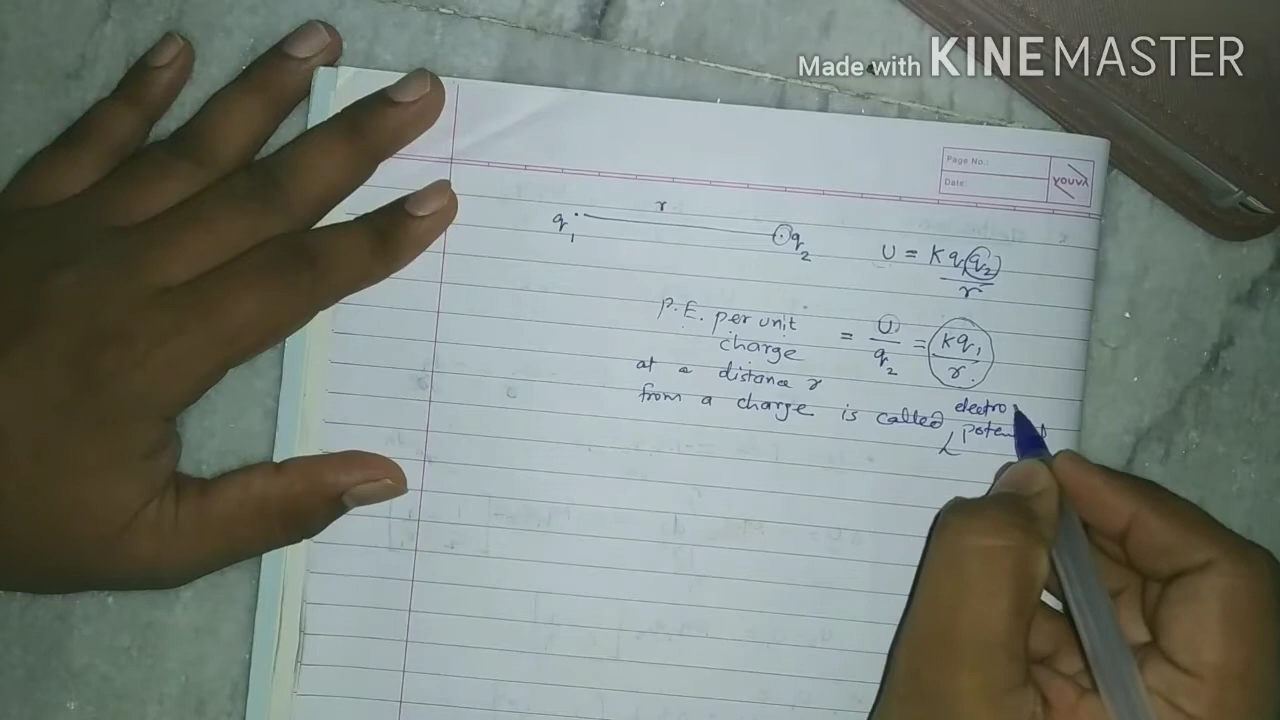 Made with KINEMASTER
Page No.:
Date:
YOUVA
r
q1 q2
U = Kq1q2/r
P.E. per unit charge = U/q2 = kq1/r
at a distance r
from a charge is called electro